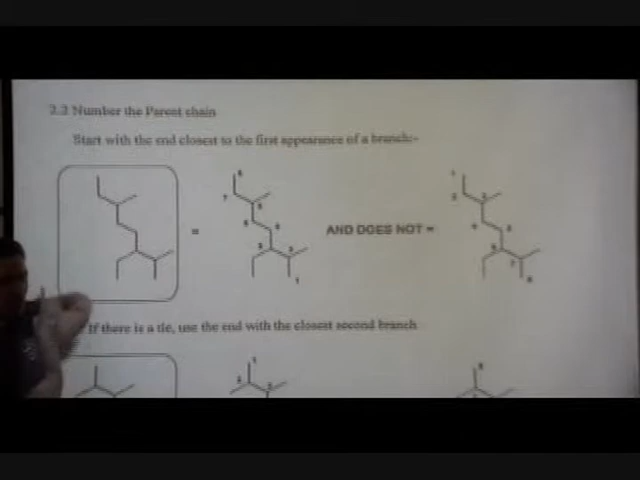 2.2 Number the Parent chain
Start with the end closest to the first appearance of a branch:-
= AND DOES NOT =
If there is a tie, use the end with the closest second branch